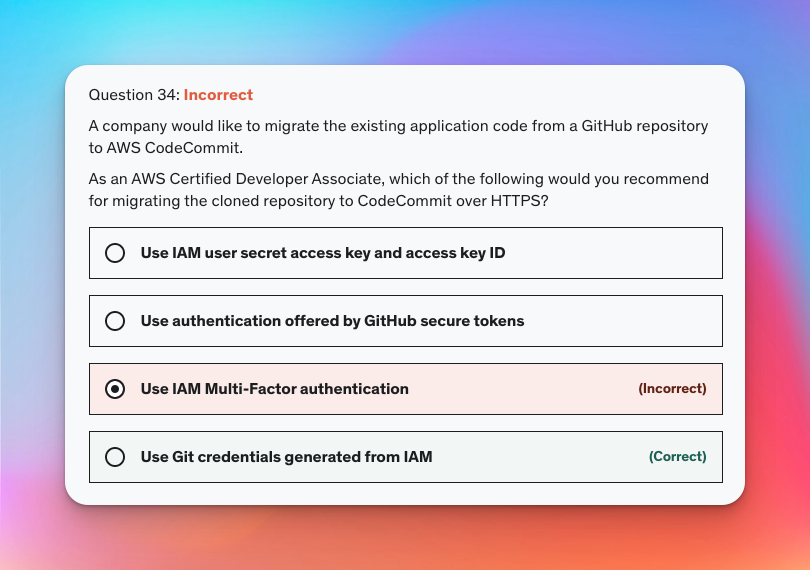 Question 34: Incorrect
A company would like to migrate the existing application code from a GitHub repository
to AWS CodeCommit.
As an AWS Certified Developer Associate, which of the following would you recommend
for migrating the cloned repository to CodeCommit over HTTPS?
Use IAM user secret access key and access key ID
Use authentication offered by GitHub secure tokens
Use IAM Multi-Factor authentication (Incorrect)
Use Git credentials generated from IAM (Correct)